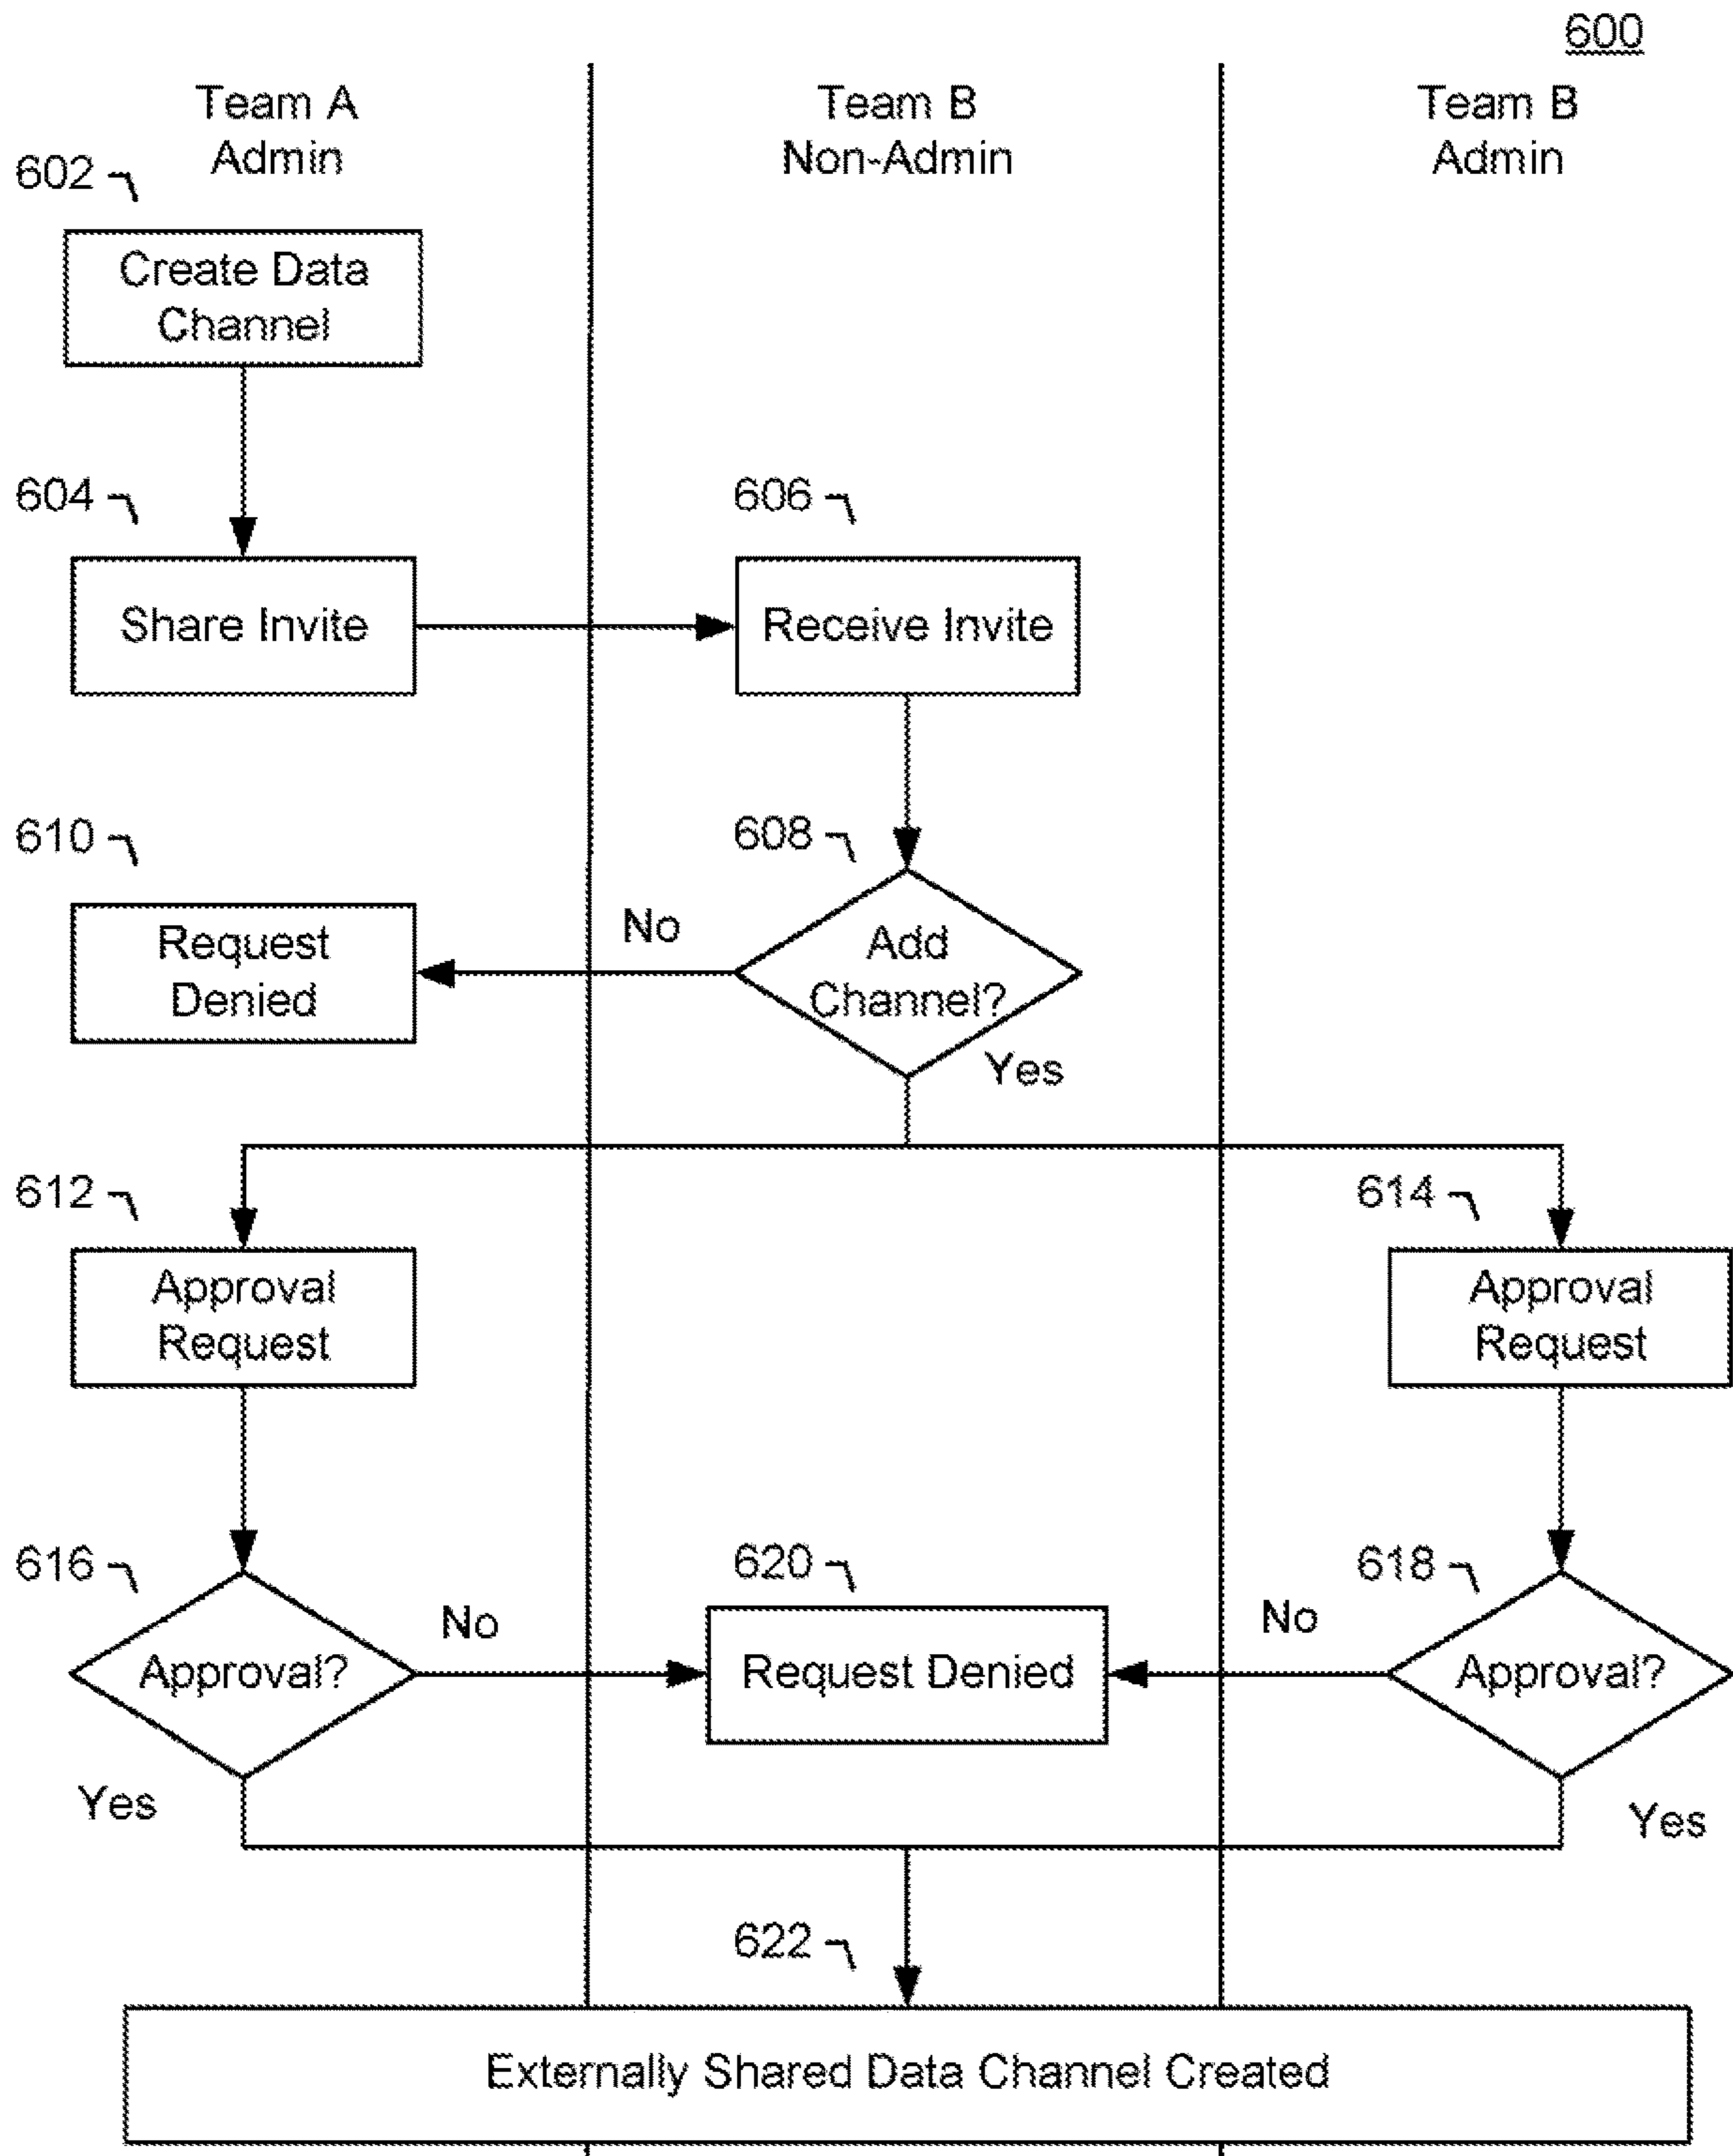 600
Team A
Admin
Team B
Non-Admin
Team B
Admin
602
Create Data
Channel
604
Share Invite
606
Receive Invite
610
Request
Denied
No
608
Add
Channel?
Yes
612
Approval
Request
614
Approval
Request
616
Approval?
No
Yes
620
Request Denied
618
No
Approval?
Yes
622
Externally Shared Data Channel Created